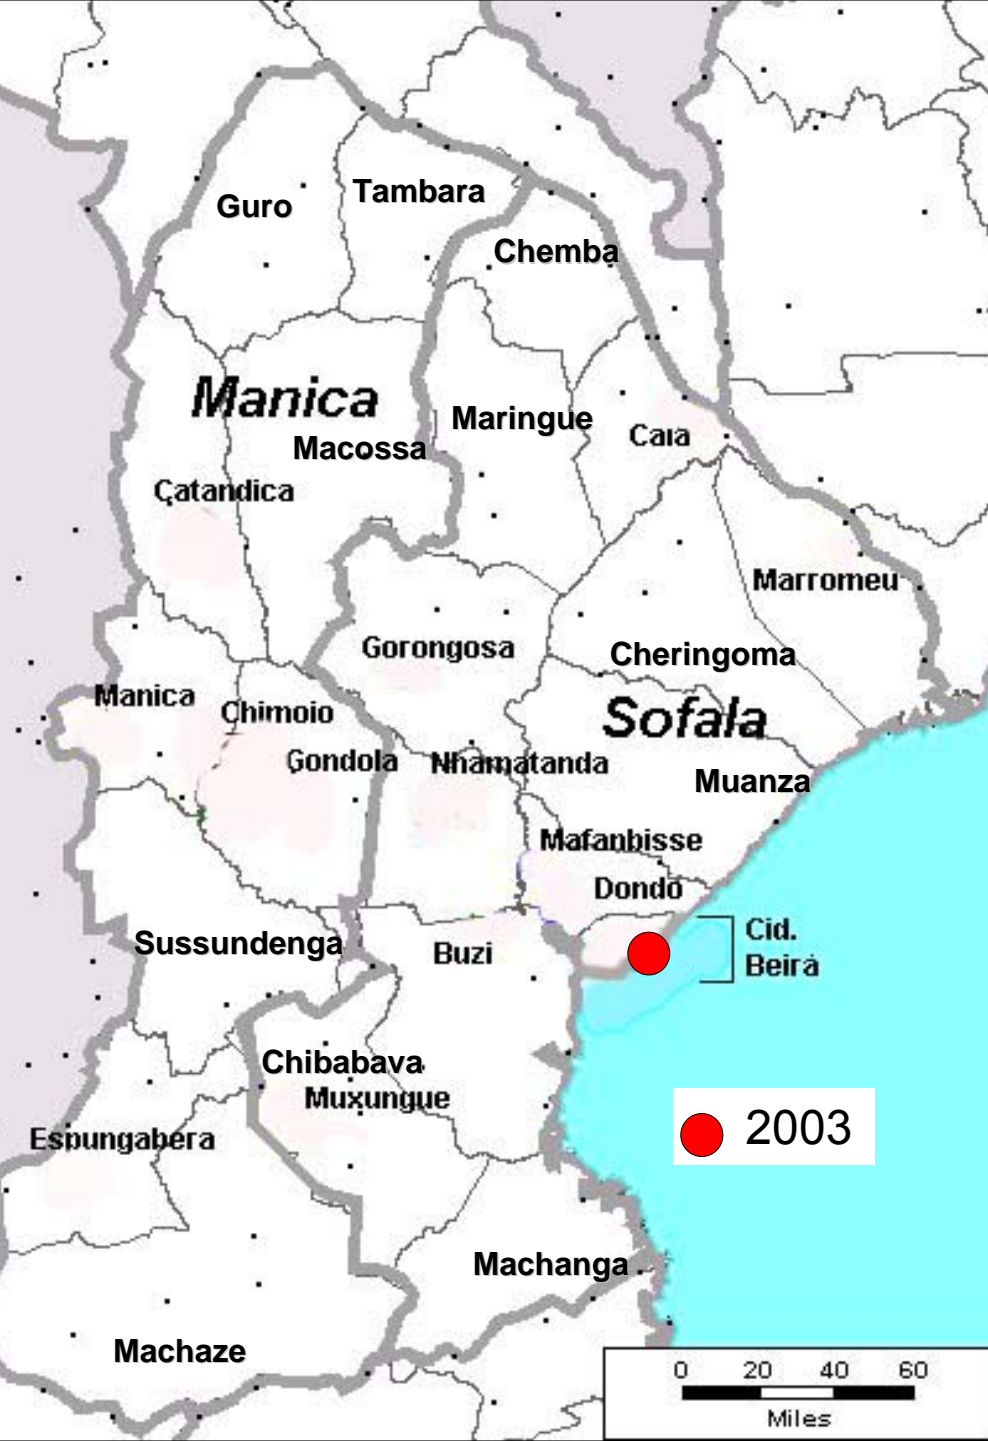 Guro
Tambara
Chemba
Manica
Maringue
Macossa
Caia
Catandica
Marromeu
Gorongosa
Cheringoma
Manica
Chimoio
Sofala
Gondola
Nhamatanda
Muanza
Mafanbisse
Dondo
Sussundenga
Buzi
Cid.
Beira
Chibababava
Muxungue
2003
Espungabera
Machanga
Machaze
0 20 40 60
Miles